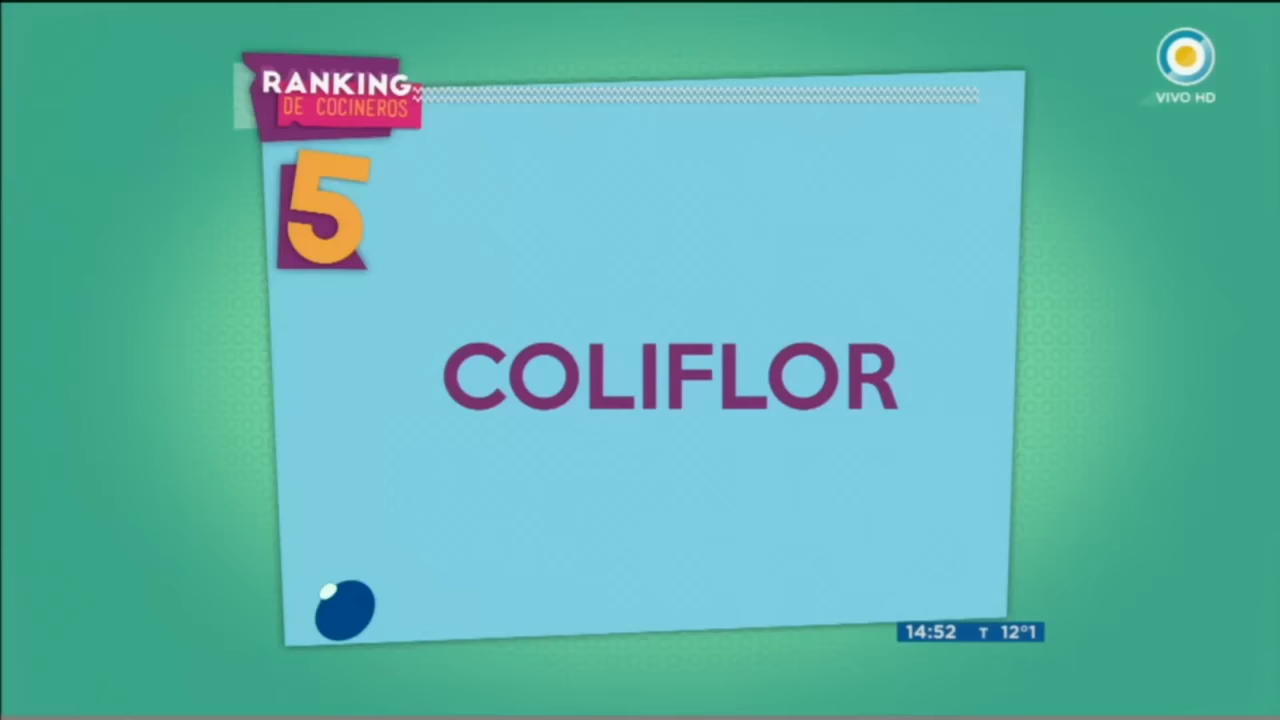 RANKING
DE COCINEROS
5
COLIFLOR
VIVO HD
14:52 T 12°1